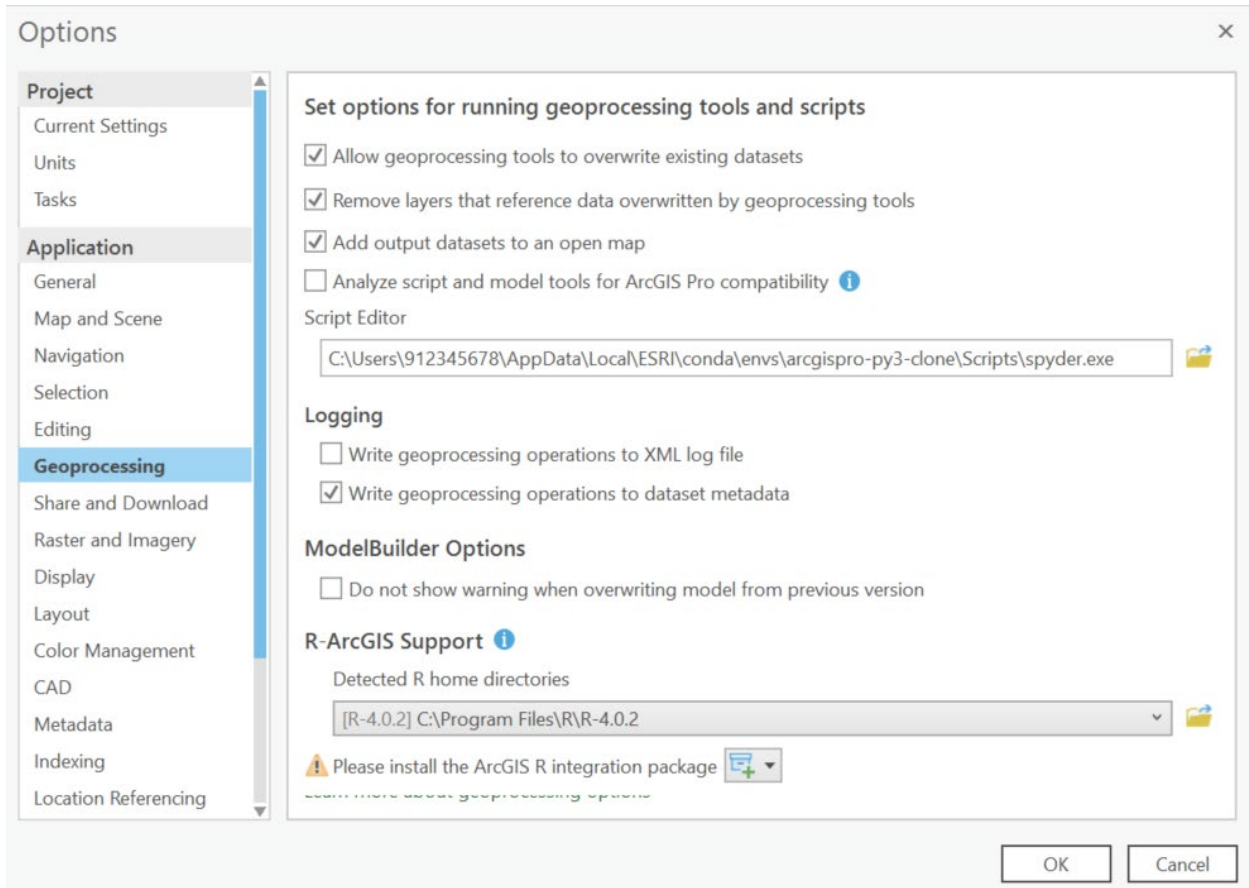 Options
Project
Current Settings
Units
Tasks
Application
General
Map and Scene
Navigation
Selection
Editing
Geoprocessing
Share and Download
Raster and Imagery
Display
Layout
Color Management
CAD
Metadata
Indexing
Location Referencing
Set options for running geoprocessing tools and scripts
Allow geoprocessing tools to overwrite existing datasets
Remove layers that reference data overwritten by geoprocessing tools
Add output datasets to an open map
Analyze script and model tools for ArcGIS Pro compatibility
Script Editor
C:\Users\912345678\AppData\Local\ESRI\conda\envs\arcgispro-py3-clone\Scripts\spyder.exe
Logging
Write geoprocessing operations to XML log file
Write geoprocessing operations to dataset metadata
ModelBuilder Options
Do not show warning when overwriting model from previous version
R-ArcGIS Support
Detected R home directories
[R-4.0.2] C:\Program Files\R\R-4.0.2
Please install the ArcGIS R integration package
Learn more about geoprocessing options
OK
Cancel